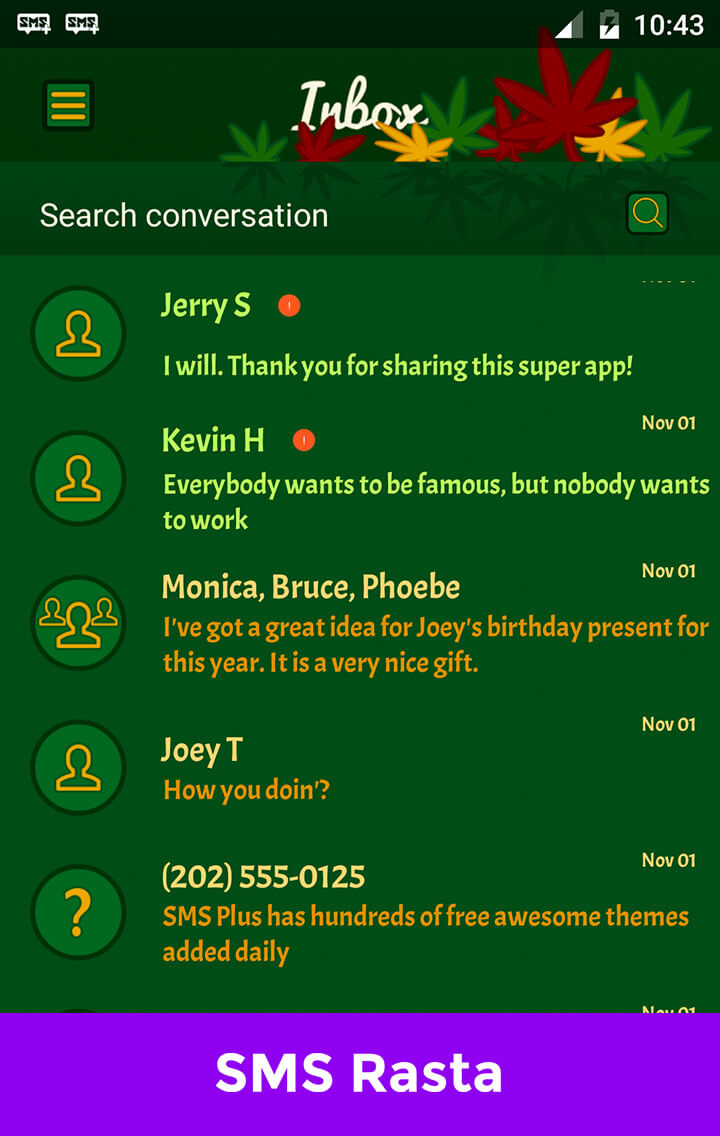 SMS SMS 10:43
Inbox
Search conversation
Jerry S !
I will. Thank you for sharing this super app!
Nov 01
Kevin H !
Everybody wants to be famous, but nobody wants
to work
Nov 01
Monica, Bruce, Phoebe
I've got a great idea for Joey's birthday present for
this year. It is a very nice gift.
Nov 01
Joey T
How you doin'?
Nov 01
(202) 555-0125
SMS Plus has hundreds of free awesome themes
added daily
Nov 01
SMS Rasta